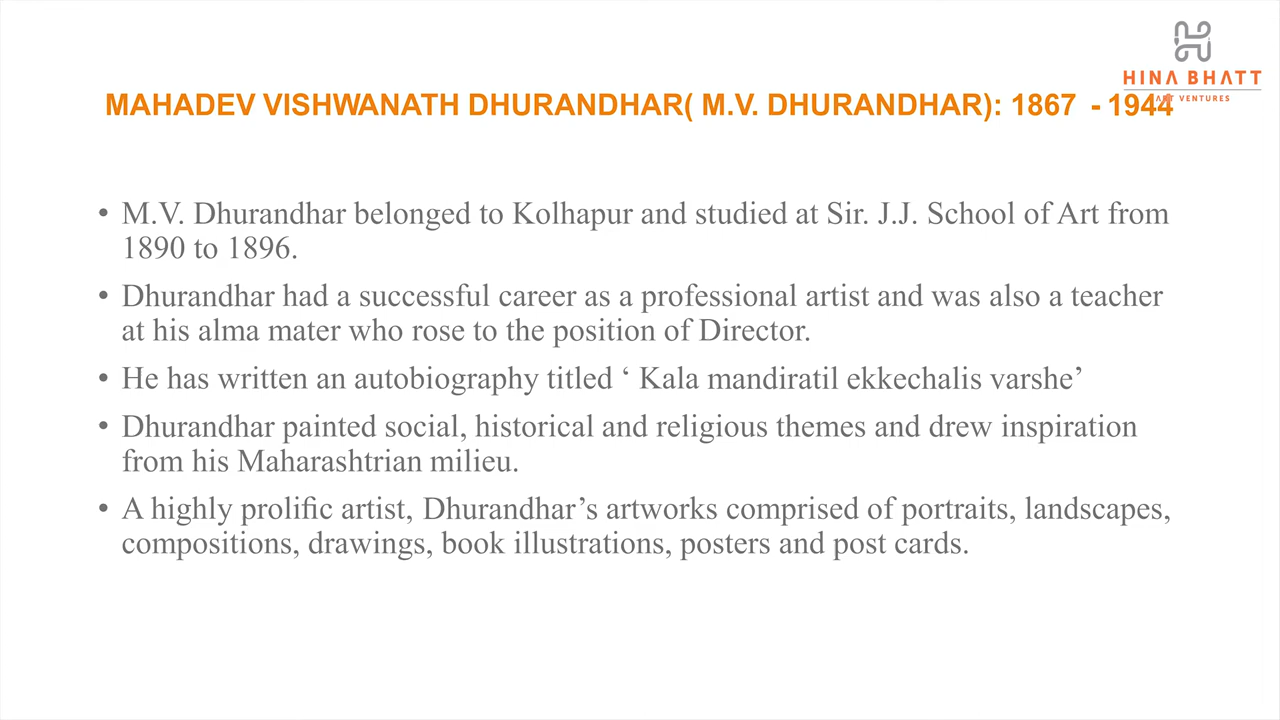 HINA BHATT
ART VENTURES
MAHADEV VISHWANATH DHURANDHAR( M.V. DHURANDHAR): 1867 - 1944
• M.V. Dhurandhar belonged to Kolhapur and studied at Sir. J.J. School of Art from
1890 to 1896.
• Dhurandhar had a successful career as a professional artist and was also a teacher
at his alma mater who rose to the position of Director.
• He has written an autobiography titled ‘ Kala mandiratil ekkechalis varshe’
• Dhurandhar painted social, historical and religious themes and drew inspiration
from his Maharashtrian milieu.
• A highly prolific artist, Dhurandhar’s artworks comprised of portraits, landscapes,
compositions, drawings, book illustrations, posters and post cards.